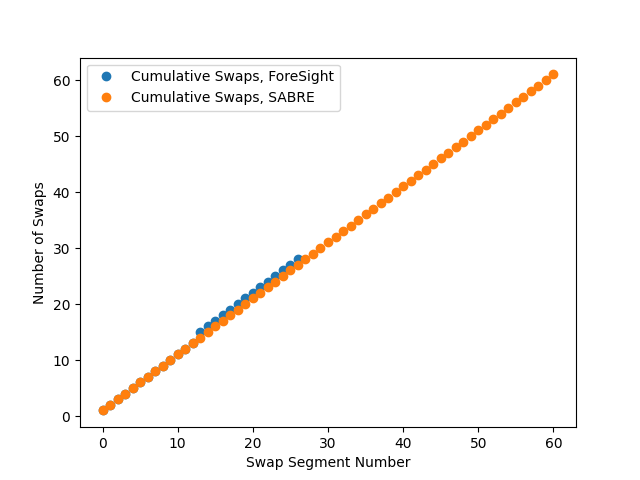 Cumulative Swaps, ForeSight
Cumulative Swaps, SABRE
60
50
40
30
20
10
0
Number of Swaps
0 10 20 30 40 50 60
Swap Segment Number